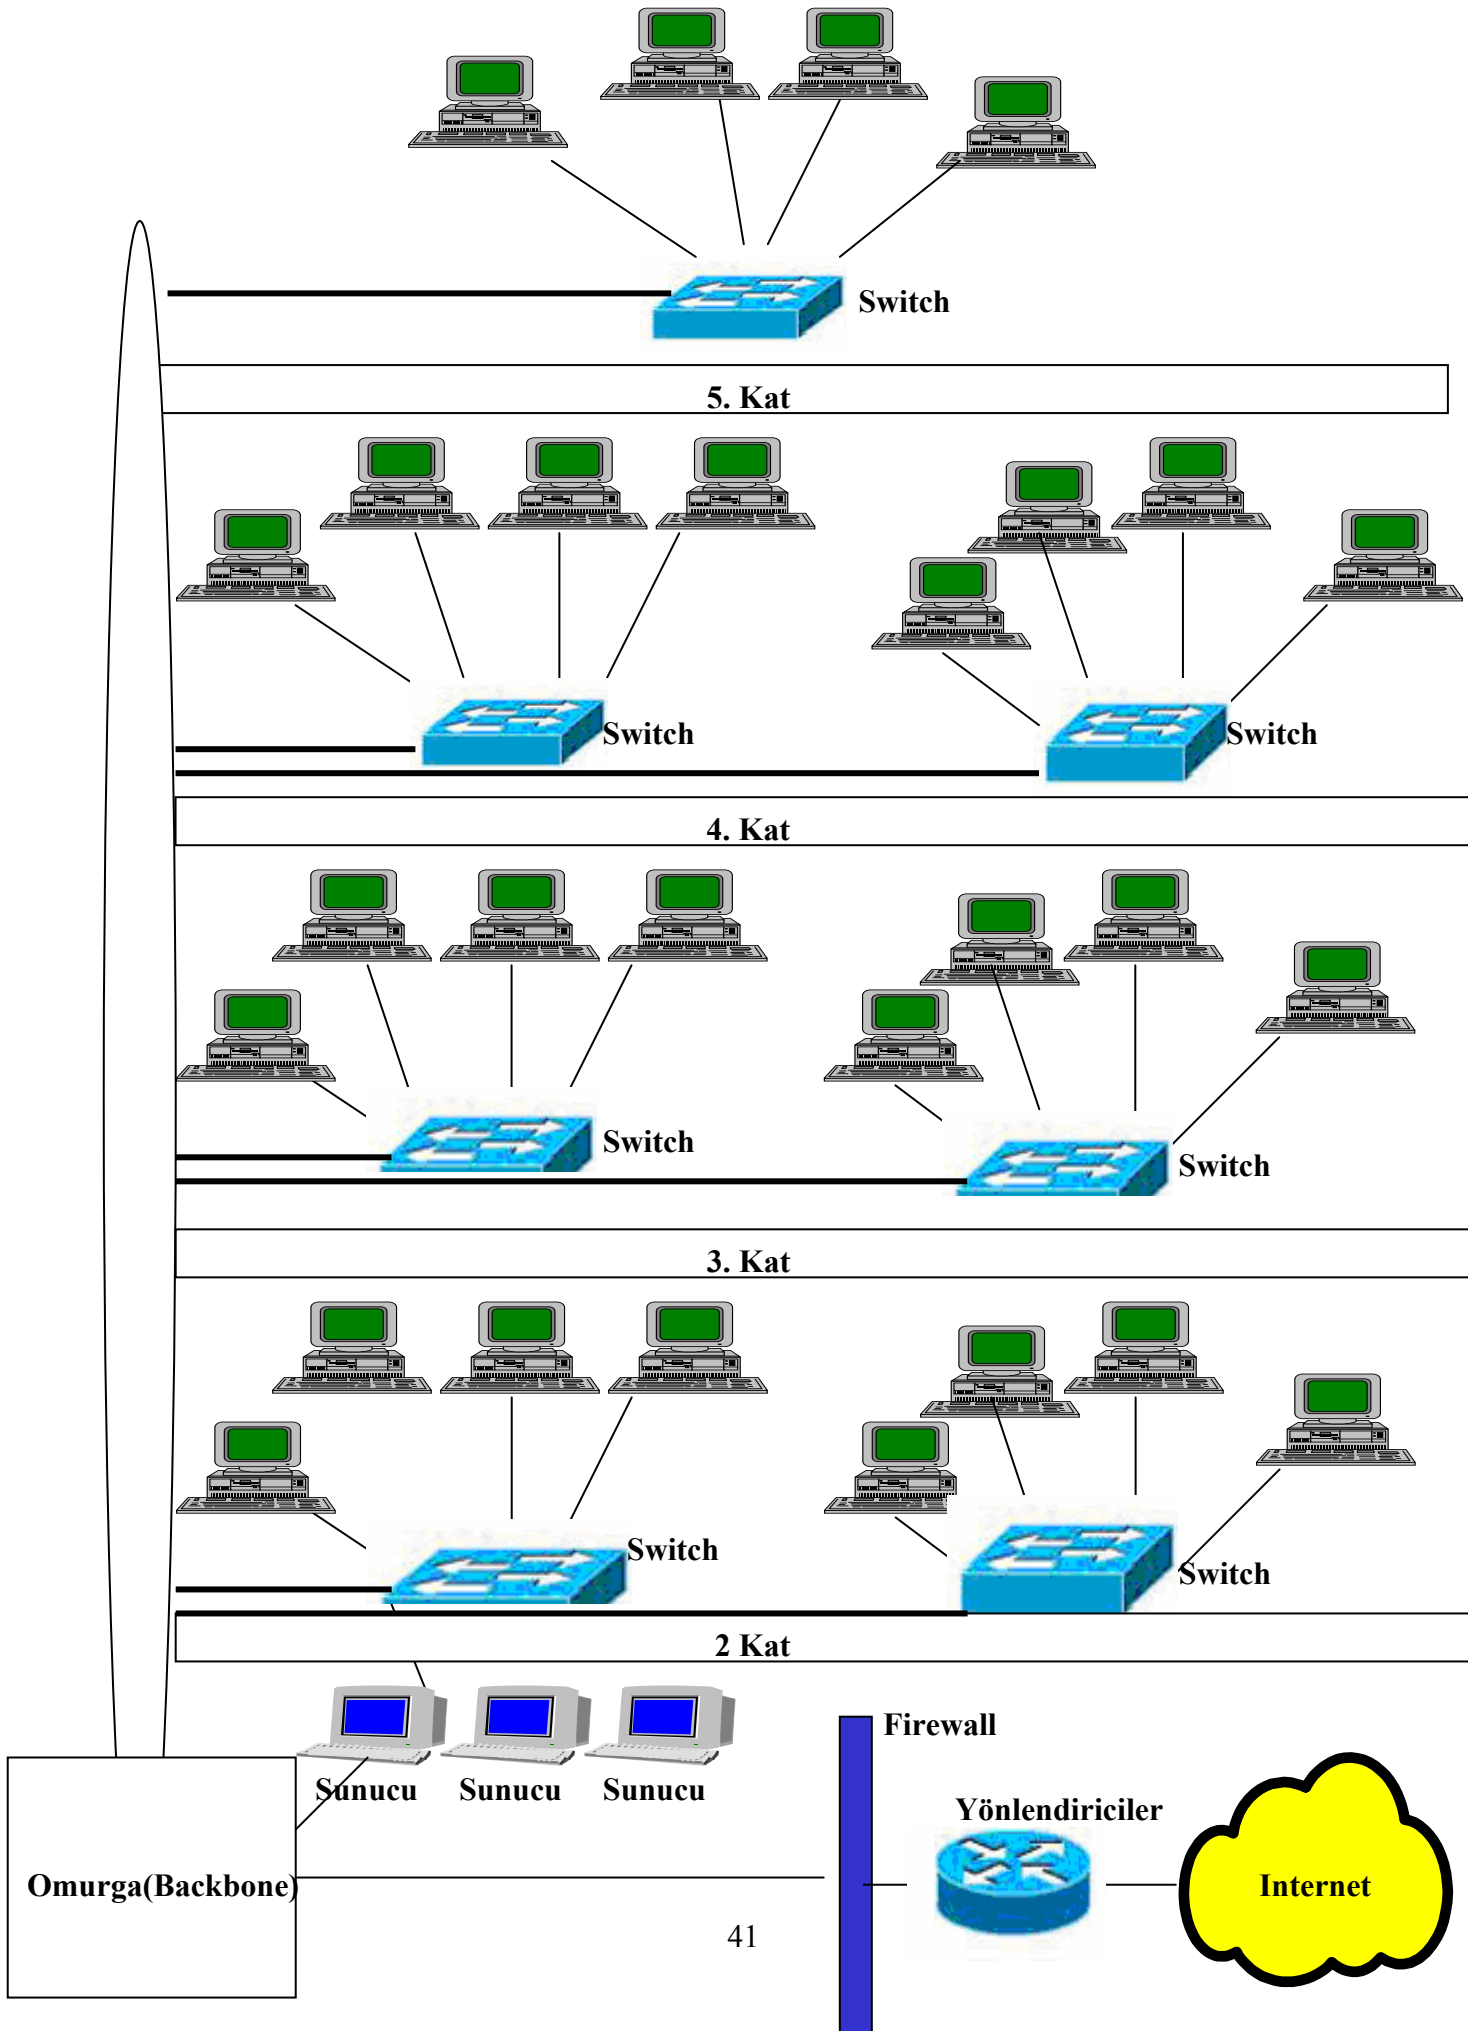 Switch
5. Kat
Switch
Switch
4. Kat
Switch
Switch
3. Kat
Switch
Switch
2 Kat
Firewall
Sunucu
Sunucu
Sunucu
Yönlendiriciler
Omurga(Backbone)
Internet
41